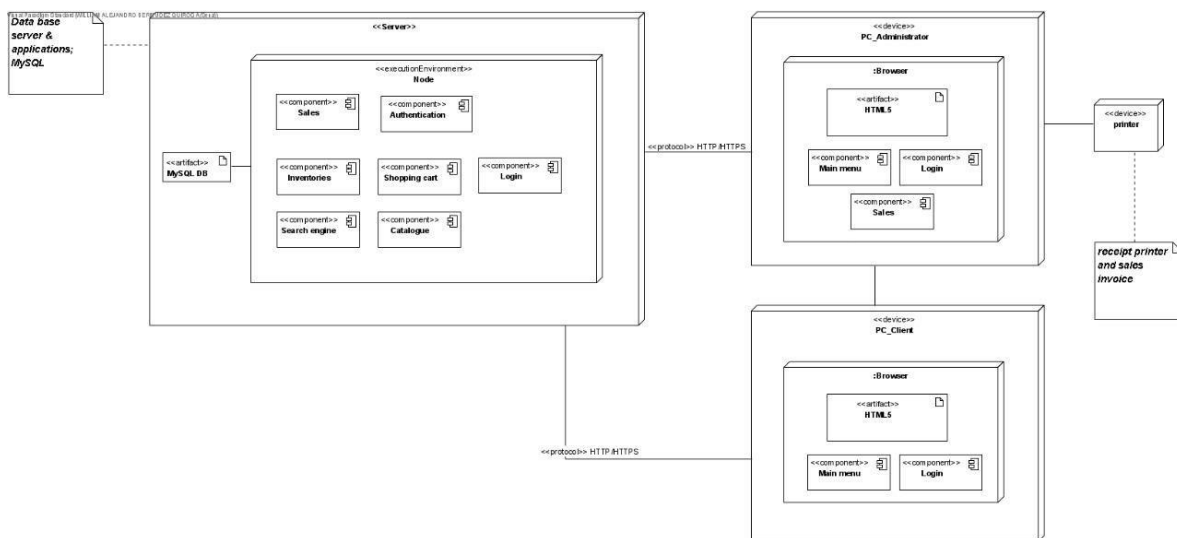 Data base
server &
applications;
MySQL
<<Server>>
<<executionEnvironment>>
Node
<<component>>
Sales
<<component>>
Authentication
<<artifact>>
MySQL DB
<<component>>
Inventories
<<component>>
Shopping cart
<<component>>
Login
<<component>>
Search engine
<<component>>
Catalogue
<<protocol>> HTTP/HTTPS
<<device>>
PC_Administrator
:Browser
<<artifact>>
HTML5
<<component>>
Main menu
<<component>>
Login
<<component>>
Sales
<<device>>
printer
receipt printer
and sales
invoice
<<protocol>> HTTP/HTTPS
<<device>>
PC_Client
:Browser
<<artifact>>
HTML5
<<component>>
Main menu
<<component>>
Login